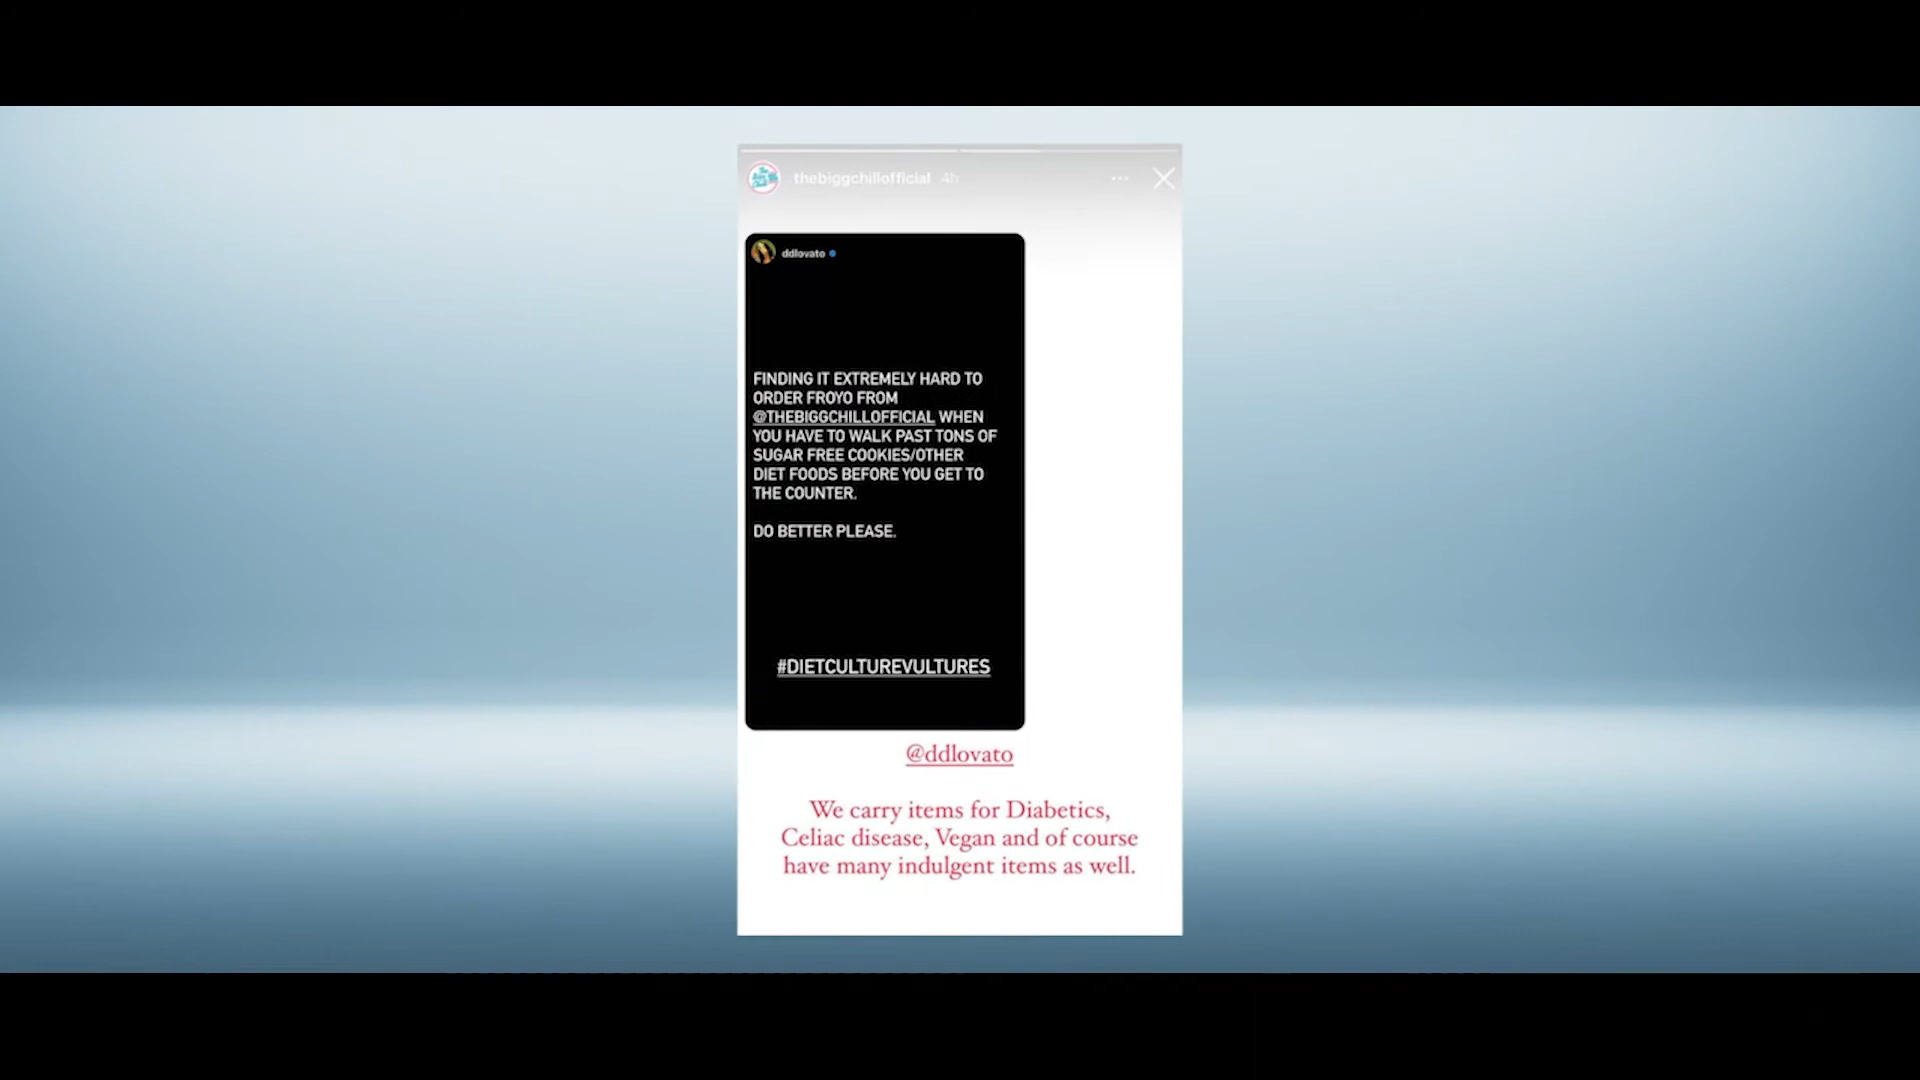 thebiggchillofficial 4h
ddlovato
FINDING IT EXTREMELY HARD TO
ORDER FROYO FROM
@THEBIGGCHILLOFFICIAL WHEN
YOU HAVE TO WALK PAST TONS OF
SUGAR FREE COOKIES/OTHER
DIET FOODS BEFORE YOU GET TO
THE COUNTER.
DO BETTER PLEASE.
#DIETCULTUREVULTURES
@ddlovato
We carry items for Diabetics,
Celiac disease, Vegan and of course
have many indulgent items as well.